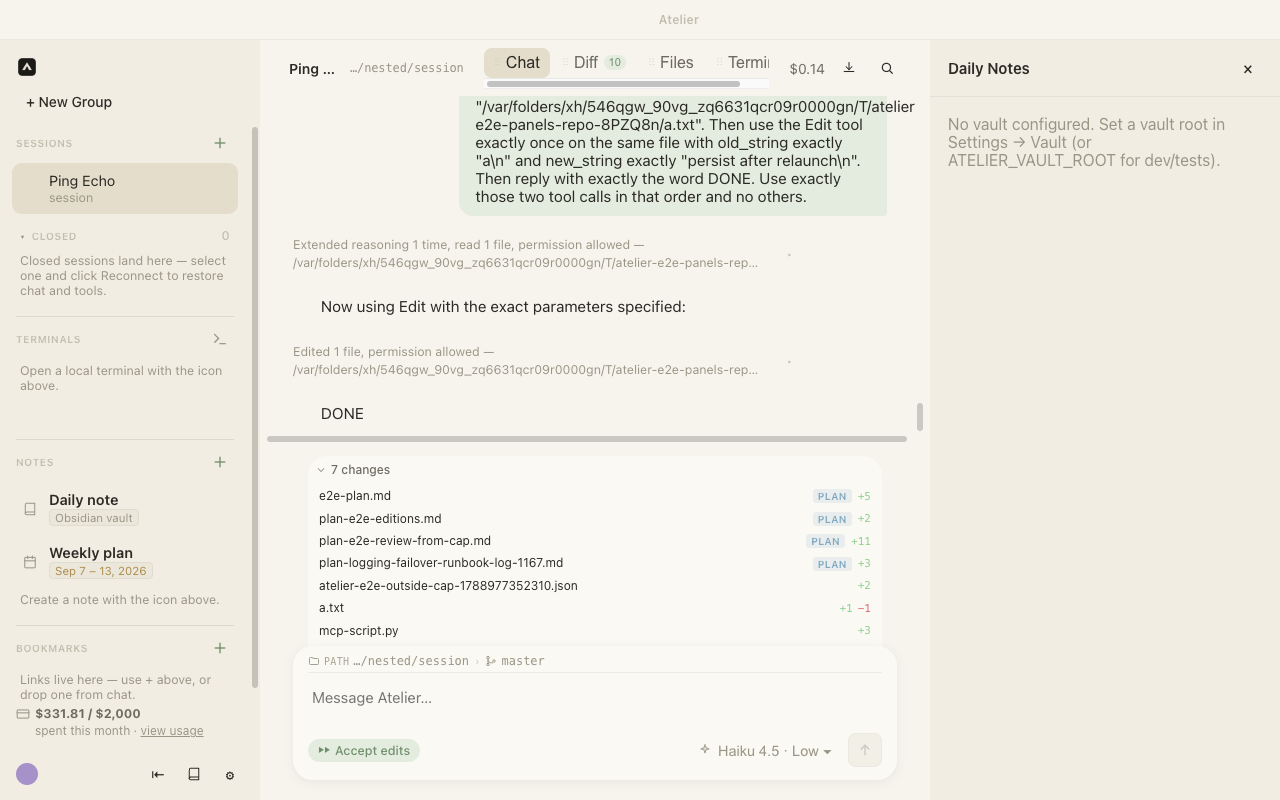 Atelier
+ New Group
SESSIONS
Ping Echo
session
CLOSED
0
Closed sessions land here — select
one and click Reconnect to restore
chat and tools.
TERMINALS
Open a local terminal with the icon
above.
NOTES
Daily note
Obsidian vault
Weekly plan
Sep 7 – 13, 2026
Create a note with the icon above.
BOOKMARKS
Links live here — use + above, or
drop one from chat.
$331.81 / $2,000
spent this month · view usage
Ping ...
…/nested/session
Chat
Diff 10
Files
Termi
$0.14
"/var/folders/xh/546qgw_90vg_zq6631qcr09r0000gn/T/atelier
e2e-panels-repo-8PZQ8n/a.txt". Then use the Edit tool
exactly once on the same file with old_string exactly
"a\n" and new_string exactly "persist after relaunch\n".
Then reply with exactly the word DONE. Use exactly
those two tool calls in that order and no others.
Extended reasoning 1 time, read 1 file, permission allowed —
/var/folders/xh/546qgw_90vg_zq6631qcr09r0000gn/T/atelier-e2e-panels-rep…
Now using Edit with the exact parameters specified:
Edited 1 file, permission allowed —
/var/folders/xh/546qgw_90vg_zq6631qcr09r0000gn/T/atelier-e2e-panels-rep…
DONE
7 changes
e2e-plan.md PLAN +5
plan-e2e-editions.md PLAN +2
plan-e2e-review-from-cap.md PLAN +11
plan-logging-failover-runbook-log-1167.md PLAN +3
atelier-e2e-outside-cap-1788977352310.json +2
a.txt +1 −1
mcp-script.py +3
PATH …/nested/session › master
Message Atelier…
Accept edits
Haiku 4.5 · Low
Daily Notes
×
No vault configured. Set a vault root in
Settings → Vault (or
ATELIER_VAULT_ROOT for dev/tests).